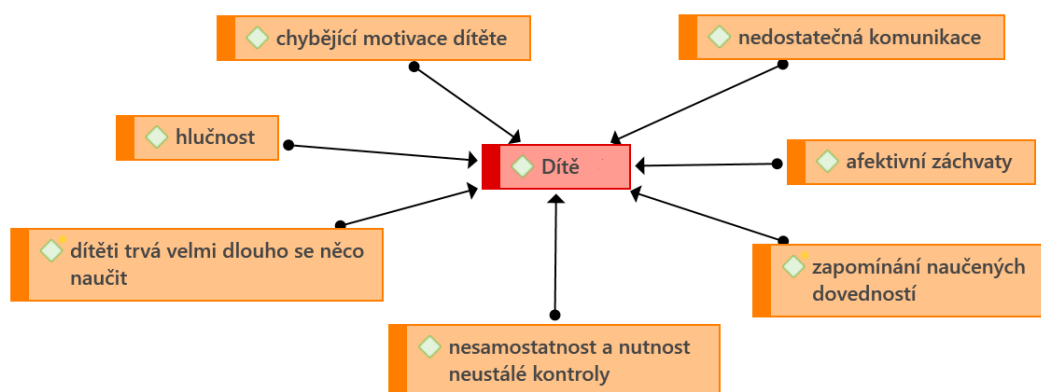 chybějící motivace dítěte
nedostatečná komunikace
hlučnost
Dítě
afektivní záchvaty
dítěti trvá velmi dlouho se něco
naučit
zapomínání naučených
dovedností
nesamostatnost a nutnost
neustálé kontroly